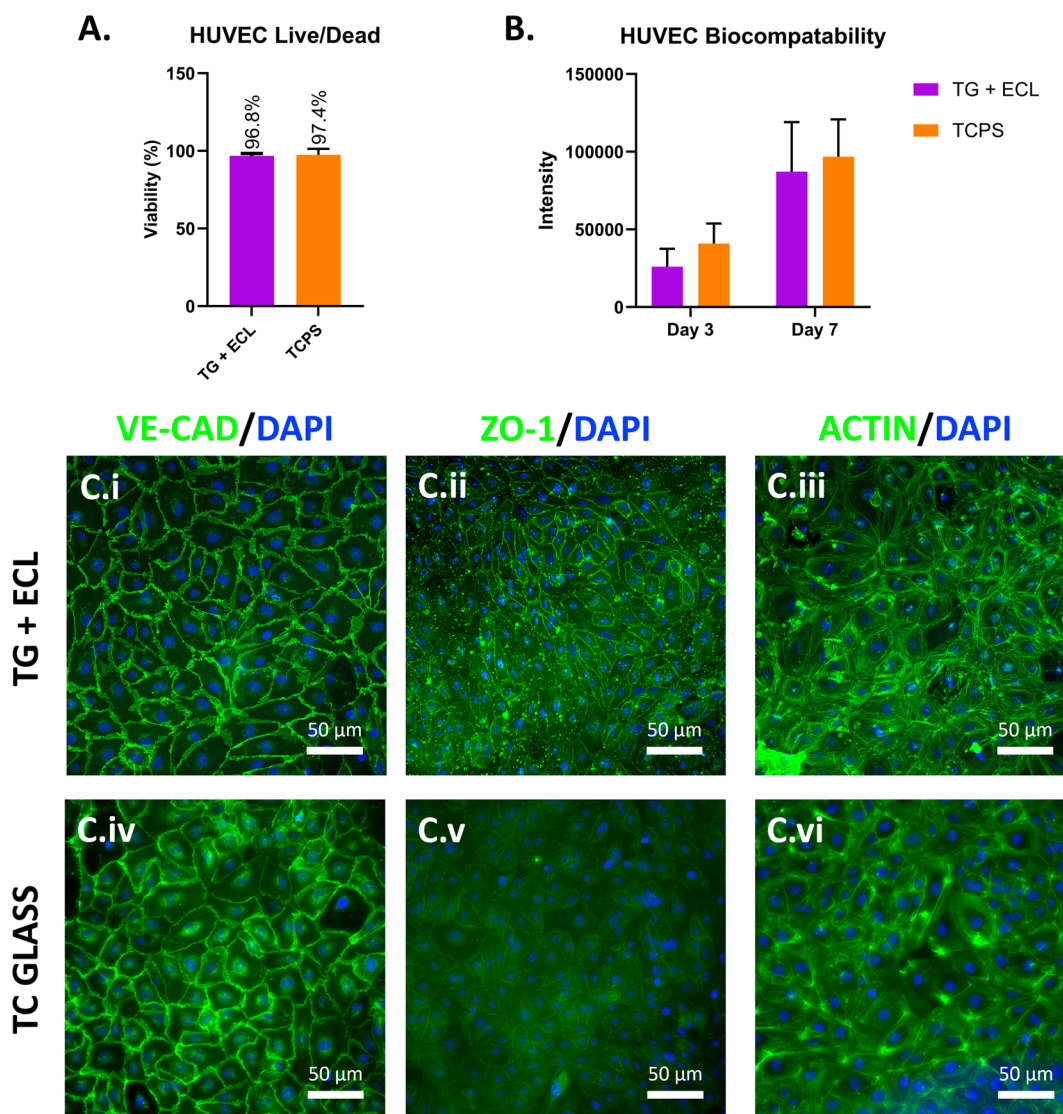 A.
HUVEC Live/Dead
150
100
50
0
Viability (%)
96.8%
97.4%
TG + ECL
TCPS
B.
HUVEC Biocompatability
150000
100000
50000
0
Intensity
Day 3
Day 7
TG + ECL
TCPS
VE-CAD/DAPI
ZO-1/DAPI
ACTIN/DAPI
TG + ECL
C.i
50 µm
C.ii
50 µm
C.iii
50 µm
TC GLASS
C.iv
50 µm
C.v
50 µm
C.vi
50 µm